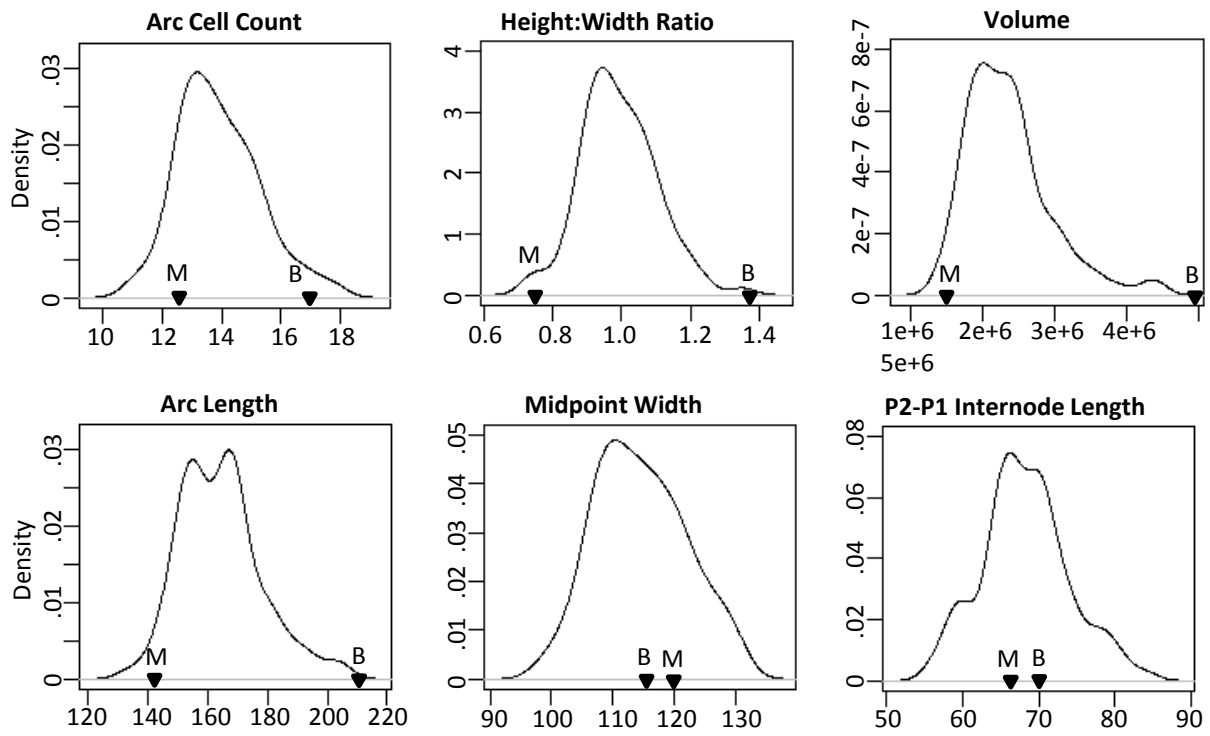 Arc Cell Count
Density
.03
.02
.01
0
M
B
10 12 14 16 18
Height:Width Ratio
4
3
2
1
0
M
B
0.6 0.8 1.0 1.2 1.4
Volume
8e-7
6e-7
4e-7
2e-7
0
M
B
1e+6 2e+6 3e+6 4e+6
5e+6
Arc Length
Density
.03
.02
.01
0
M
B
120 140 160 180 200 220
Midpoint Width
.05
.04
.03
.02
.01
0
B M
90 100 110 120 130
P2-P1 Internode Length
.08
.06
.04
.02
0
M B
50 60 70 80 90